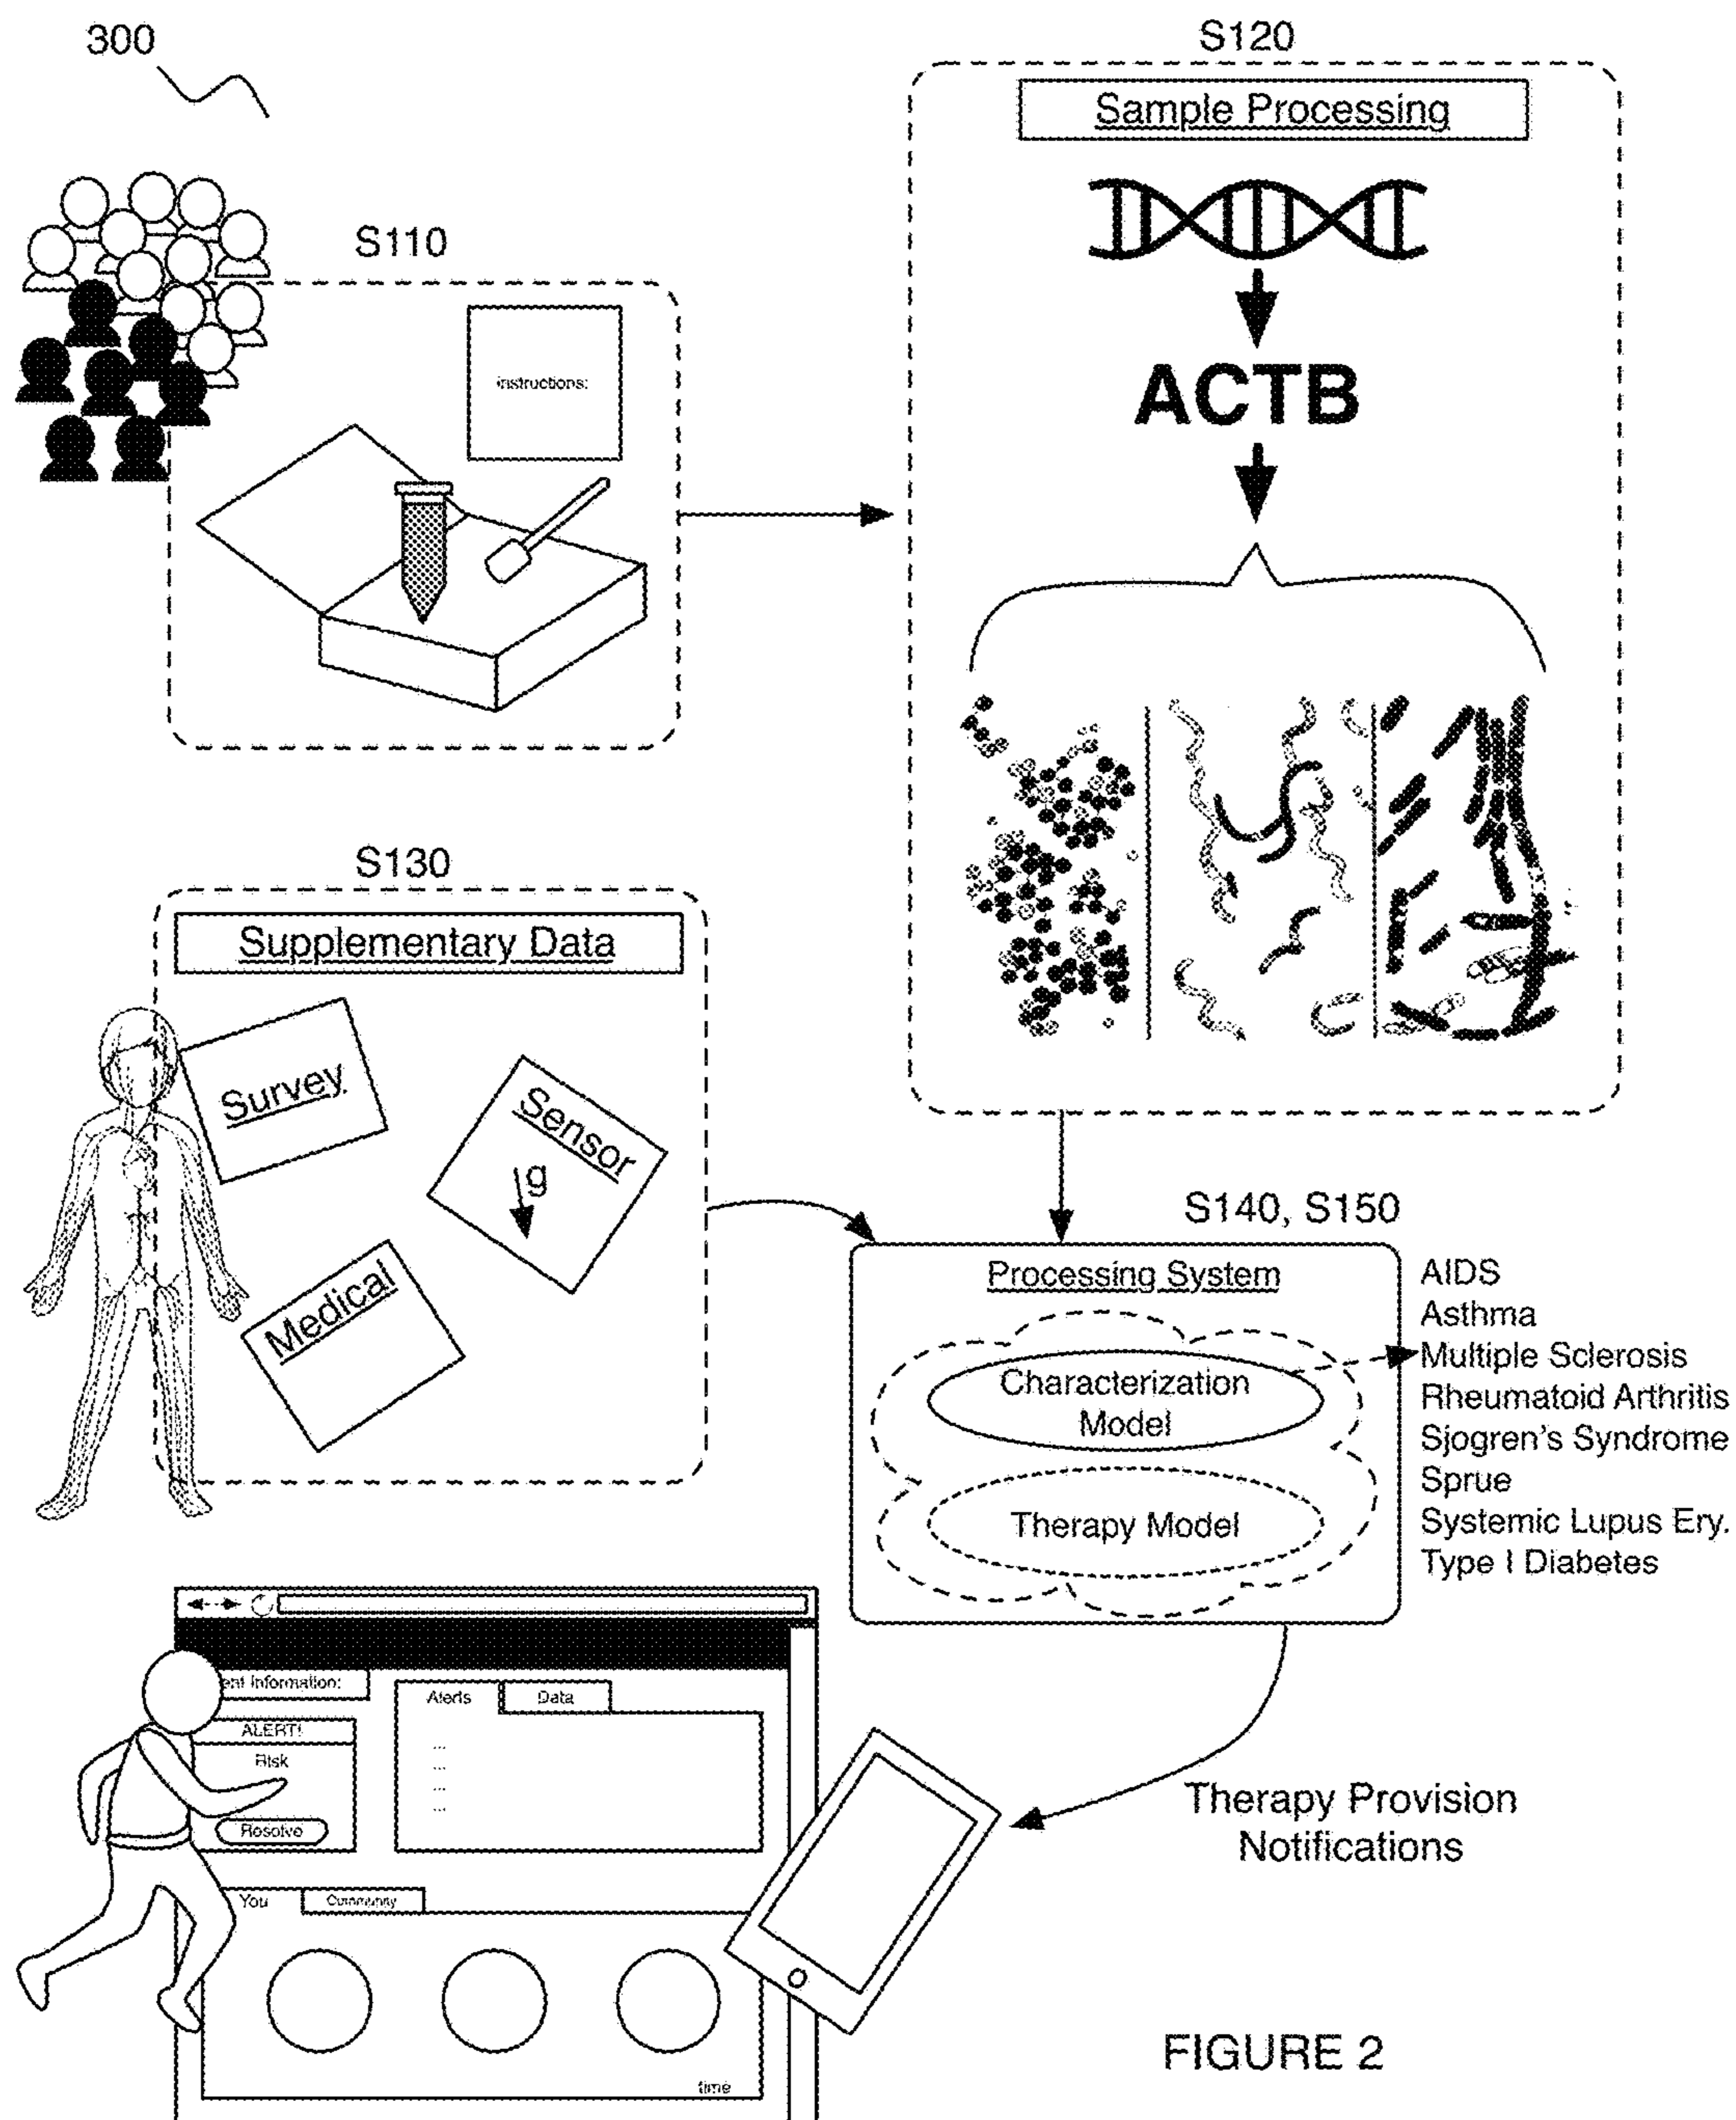 300
S120
Sample Processing
S110
instructions:
ACTB
S130
Supplementary Data
Survey
Sensor
g
Medical
S140, S150
Processing System
Characterization
Model
Therapy Model
AIDS
Asthma
Multiple Sclerosis
Rheumatoid Arthritis
Sjogren's Syndrome
Sprue
Systemic Lupus Ery.
Type I Diabetes
ent Information:
ALERT!
Risk
Resolve
Alerts
Data
...
...
...
...
You
Community
time
Therapy Provision
Notifications
FIGURE 2